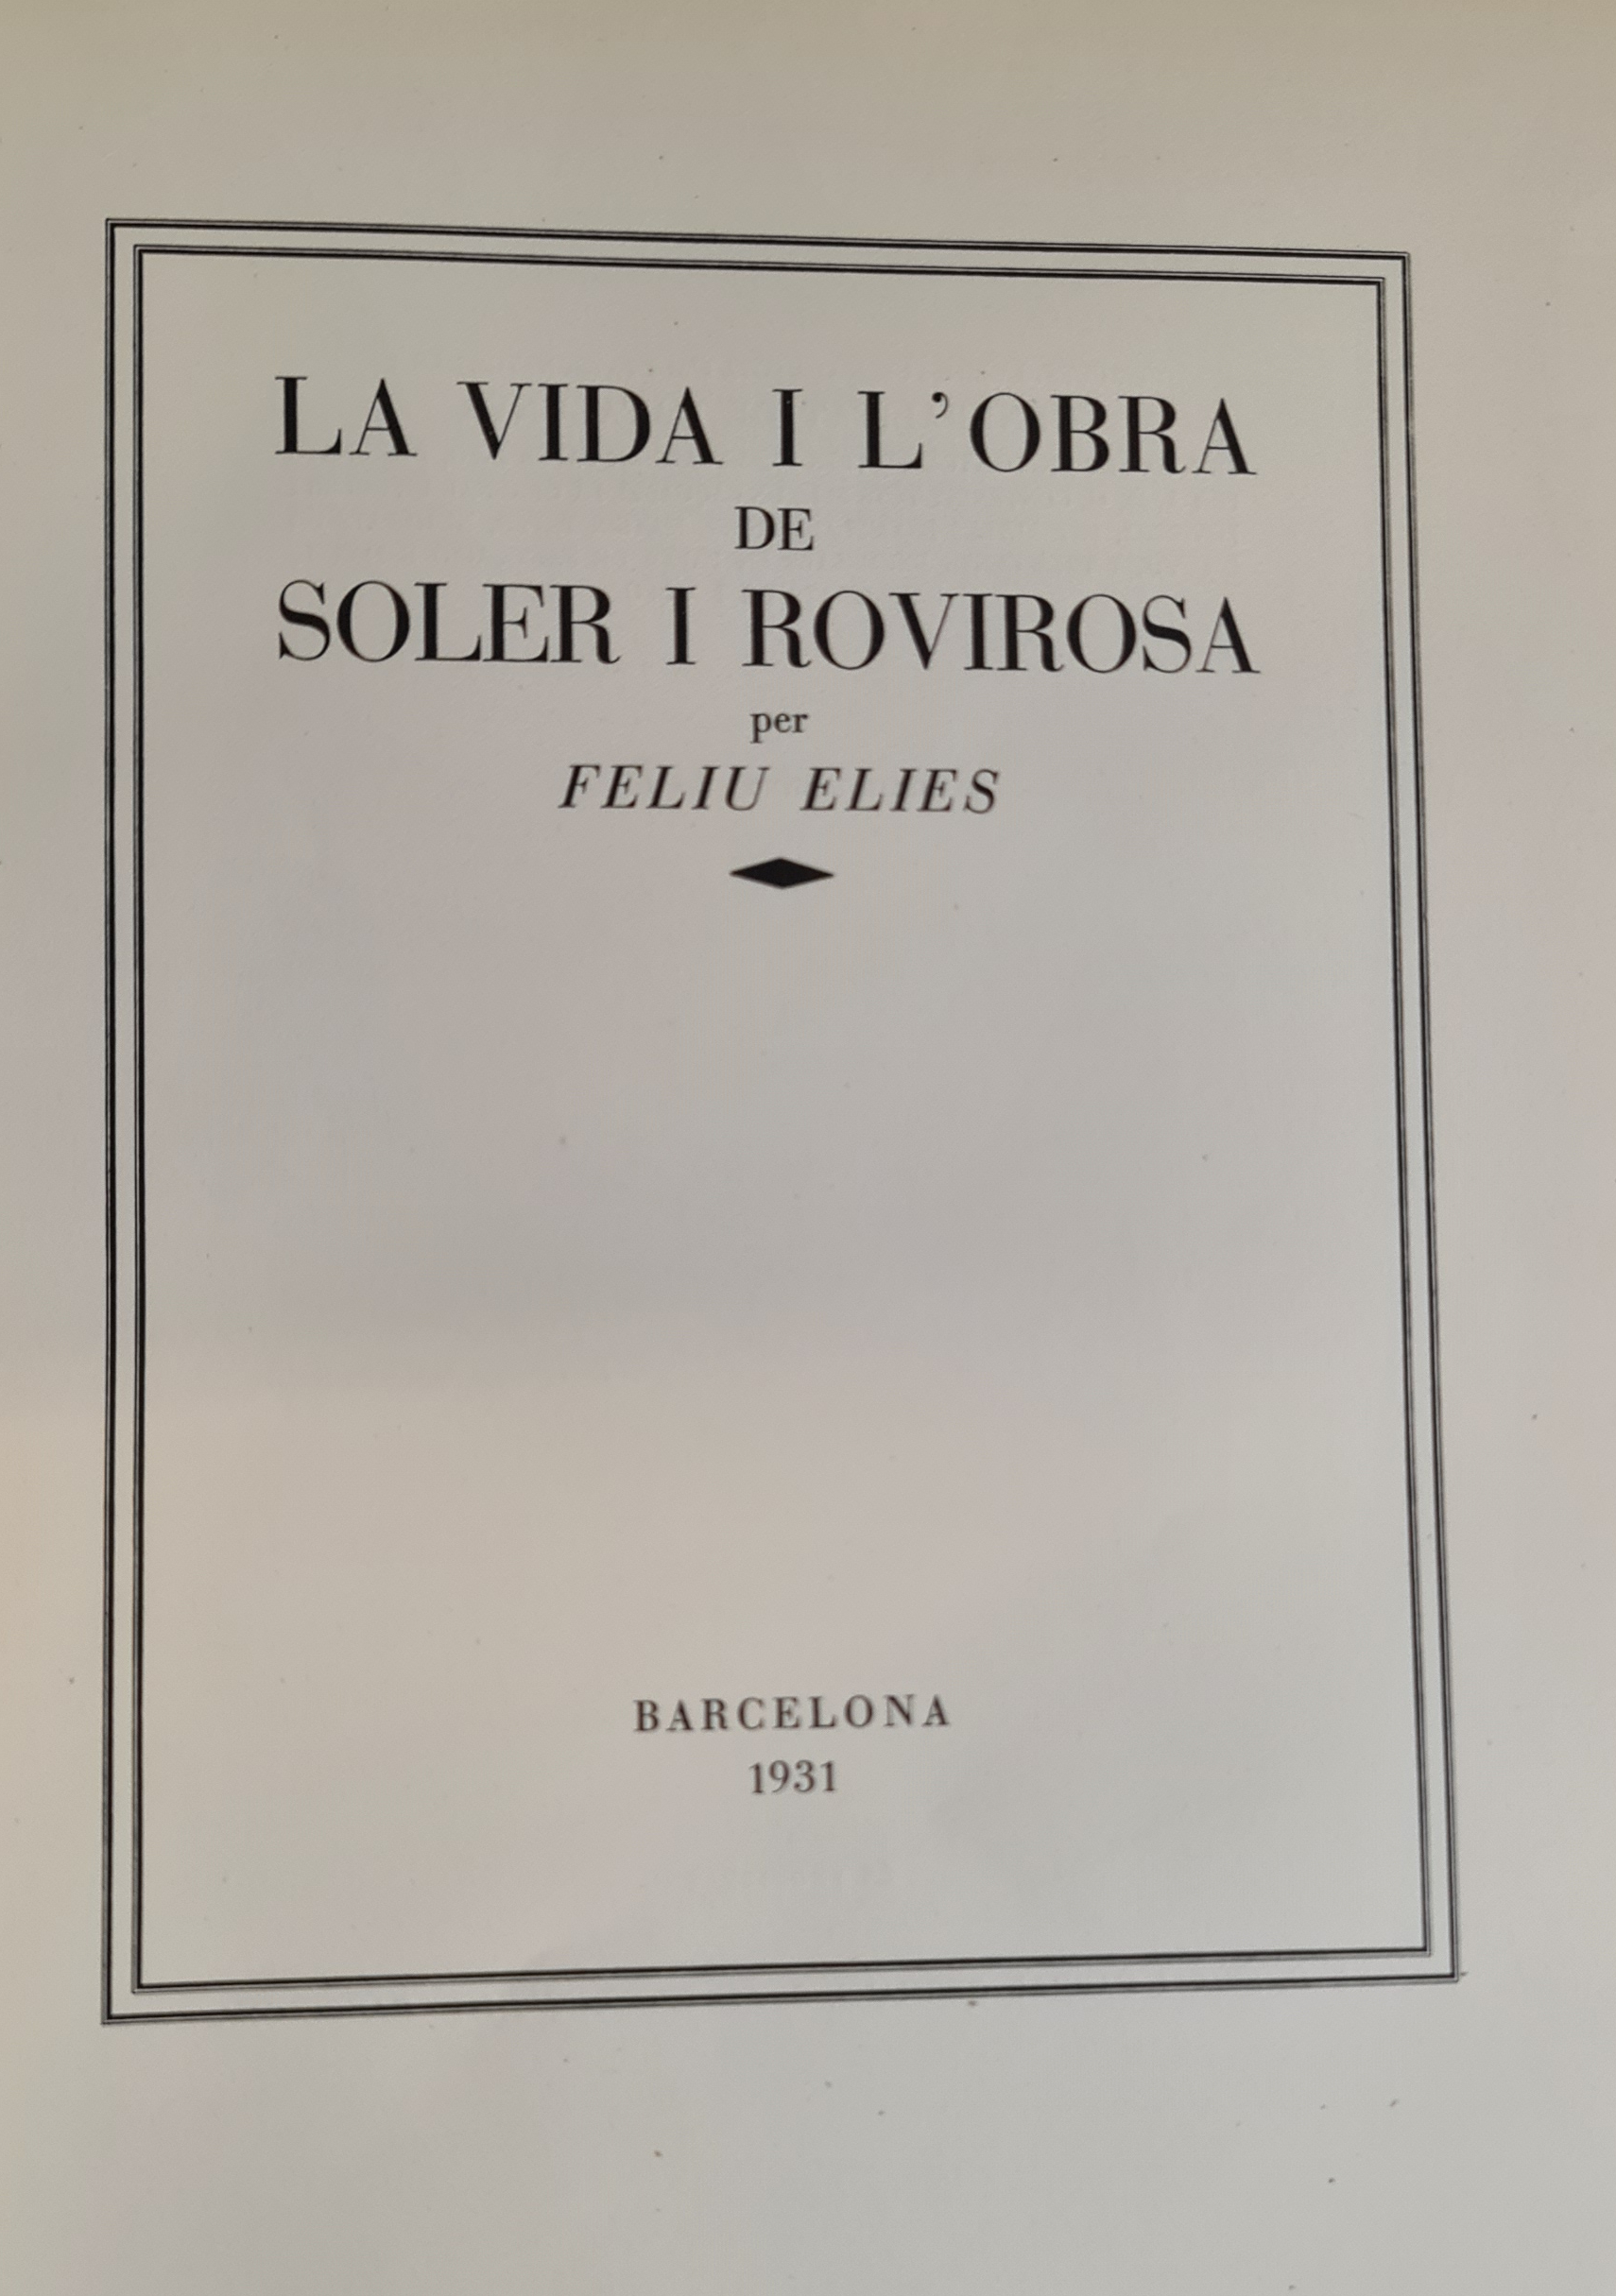 LA VIDA I L'OBRA
DE
SOLER I ROVIROSA
per
FELIU ELIES
BARCELONA
1931